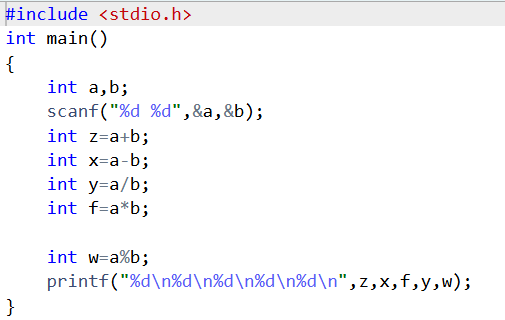 #include <stdio.h>
int main()
{
    int a,b;
    scanf("%d %d",&a,&b);
    int z=a+b;
    int x=a-b;
    int y=a/b;
    int f=a*b;

    int w=a%b;
    printf("%d\n%d\n%d\n%d\n%d\n",z,x,f,y,w);
}